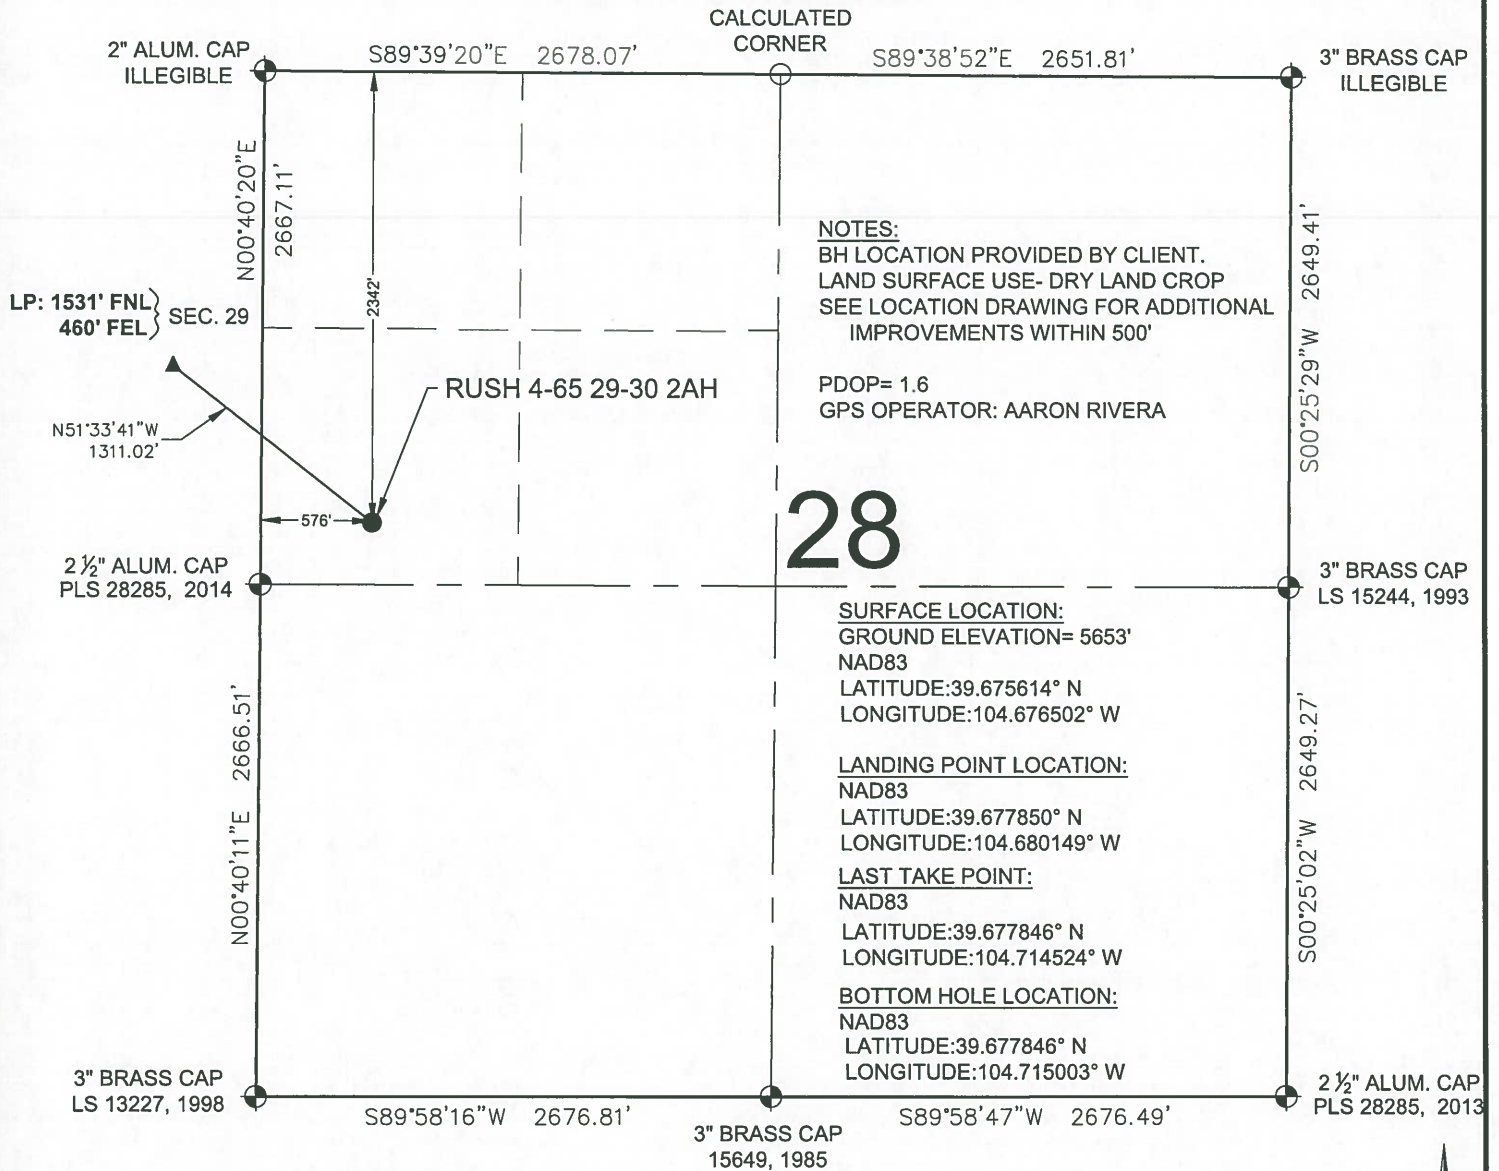 CALCULATED
CORNER
2" ALUM. CAP
ILLEGIBLE
S89°39'20"E 2678.07'
S89°38'52"E 2651.81'
3" BRASS CAP
ILLEGIBLE
N00°40'20"E
2667.11'
2342'
S00°25'29"W 2649.41'
NOTES:
BH LOCATION PROVIDED BY CLIENT.
LAND SURFACE USE- DRY LAND CROP
SEE LOCATION DRAWING FOR ADDITIONAL
IMPROVEMENTS WITHIN 500'
PDOP= 1.6
GPS OPERATOR: AARON RIVERA
LP: 1531' FNL
460' FEL
SEC. 29
RUSH 4-65 29-30 2AH
N51°33'41"W
1311.02'
576'
28
2 ½" ALUM. CAP
PLS 28285, 2014
3" BRASS CAP
LS 15244, 1993
SURFACE LOCATION:
GROUND ELEVATION= 5653'
NAD83
LATITUDE:39.675614° N
LONGITUDE:104.676502° W
LANDING POINT LOCATION:
NAD83
LATITUDE:39.677850° N
LONGITUDE:104.680149° W
LAST TAKE POINT:
NAD83
LATITUDE:39.677846° N
LONGITUDE:104.714524° W
BOTTOM HOLE LOCATION:
NAD83
LATITUDE:39.677846° N
LONGITUDE:104.715003° W
N00°40'11"E 2666.51'
S00°25'02"W 2649.27'
3" BRASS CAP
LS 13227, 1998
S89°58'16"W 2676.81'
3" BRASS CAP
15649, 1985
S89°58'47"W 2676.49'
2 ½" ALUM. CAP
PLS 28285, 2013